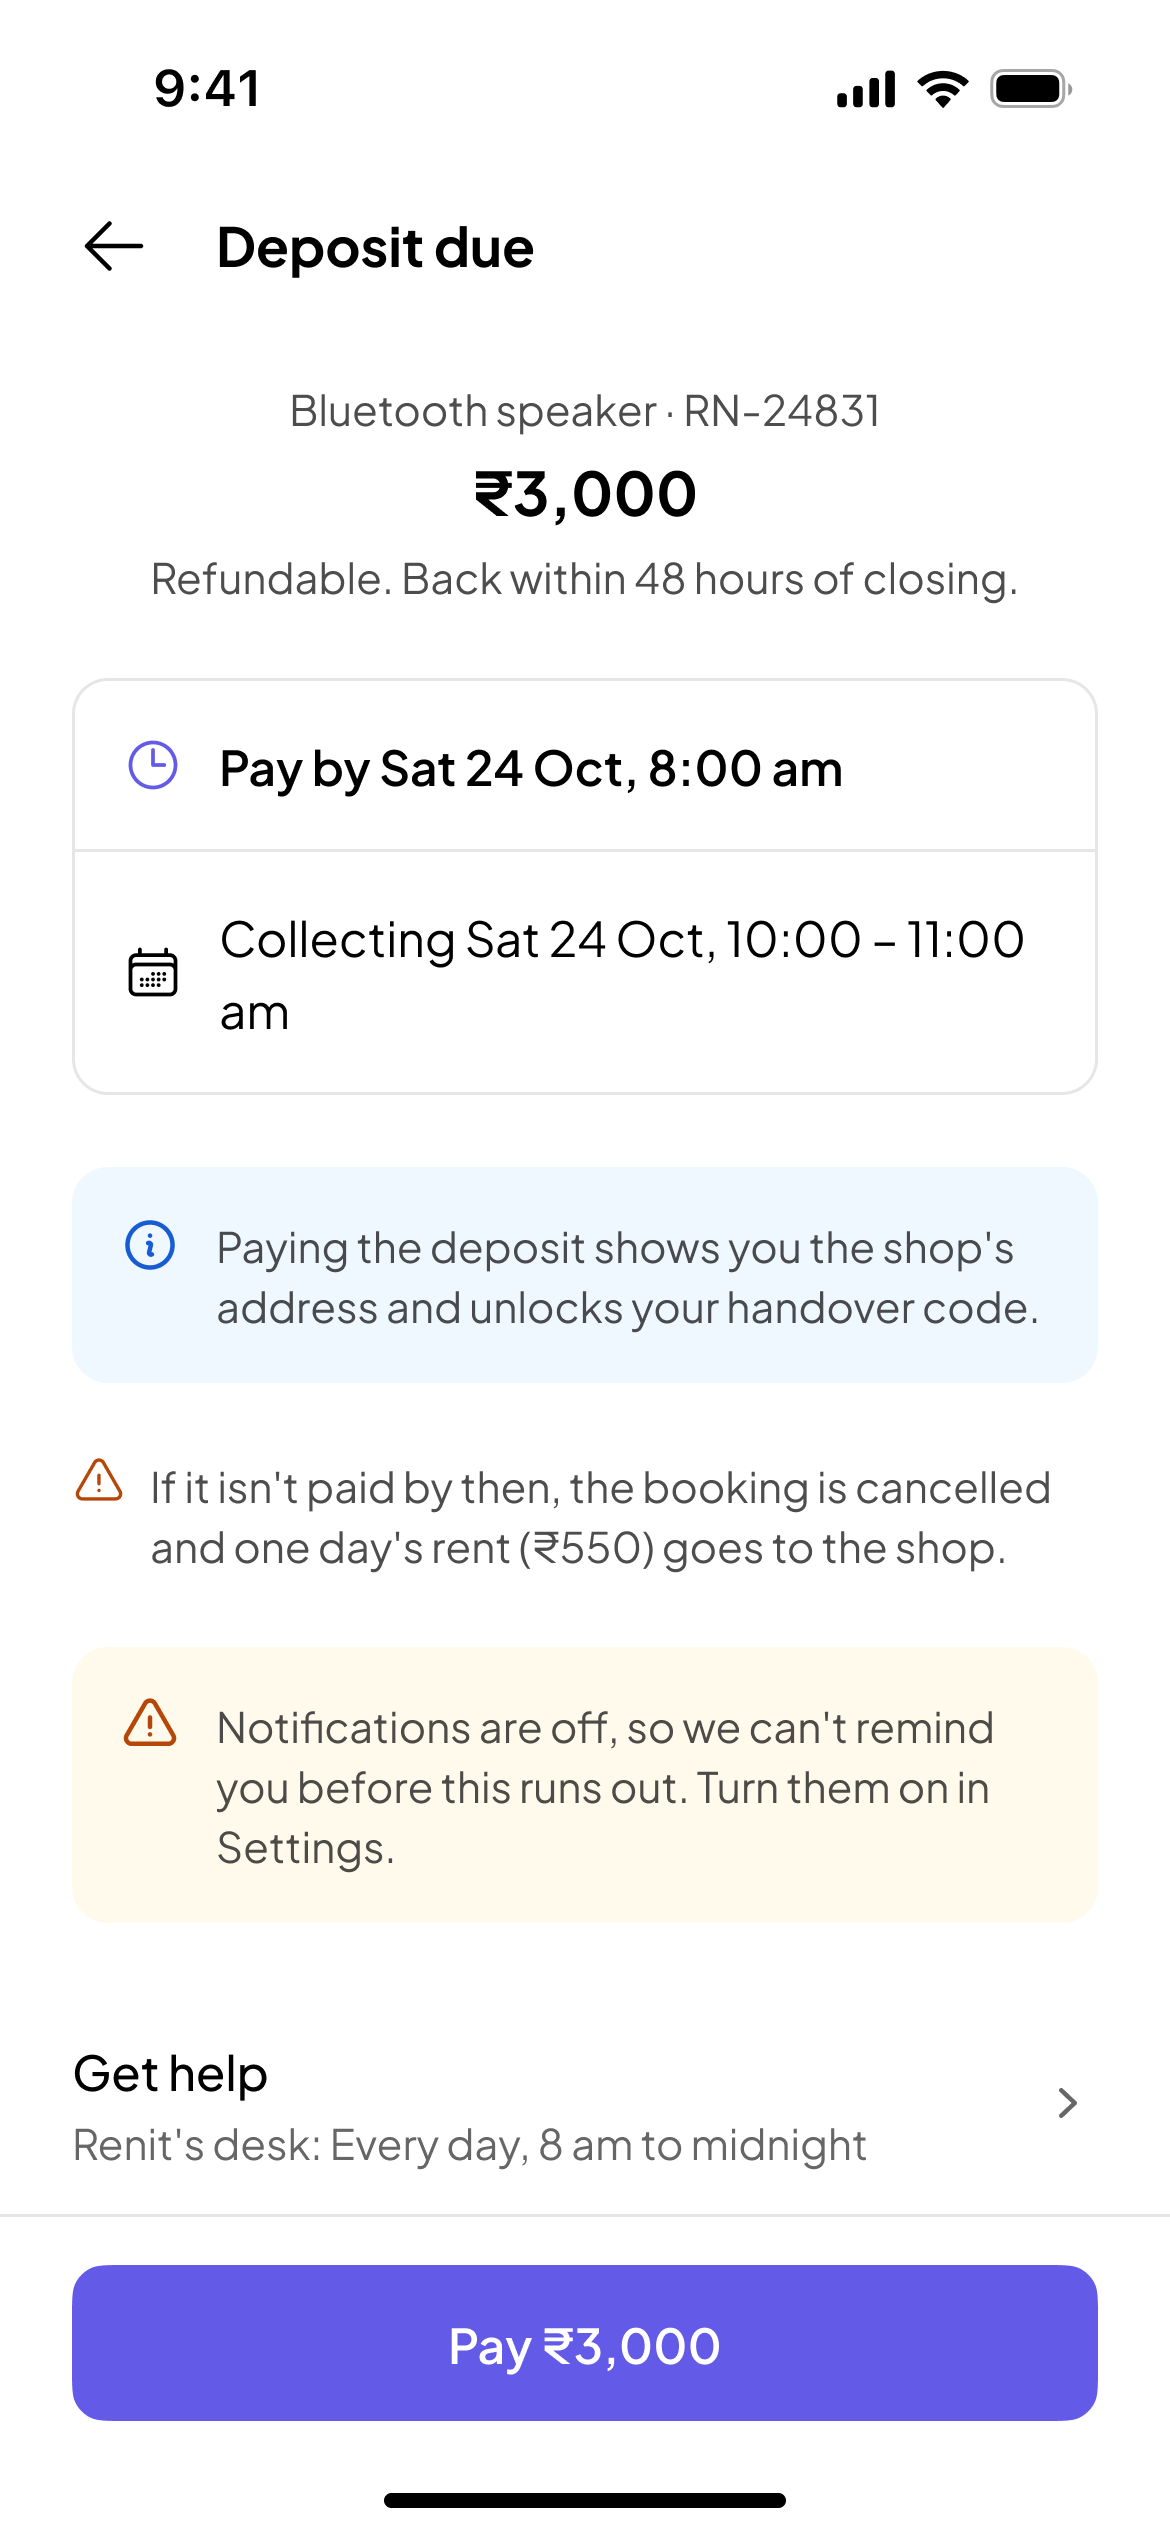 9:41
Deposit due
Bluetooth speaker · RN-24831
₹3,000
Refundable. Back within 48 hours of closing.
Pay by Sat 24 Oct, 8:00 am
Collecting Sat 24 Oct, 10:00 – 11:00
am
Paying the deposit shows you the shop's
address and unlocks your handover code.
If it isn't paid by then, the booking is cancelled
and one day's rent (₹550) goes to the shop.
Notifications are off, so we can't remind
you before this runs out. Turn them on in
Settings.
Get help
Renit's desk: Every day, 8 am to midnight
Pay ₹3,000